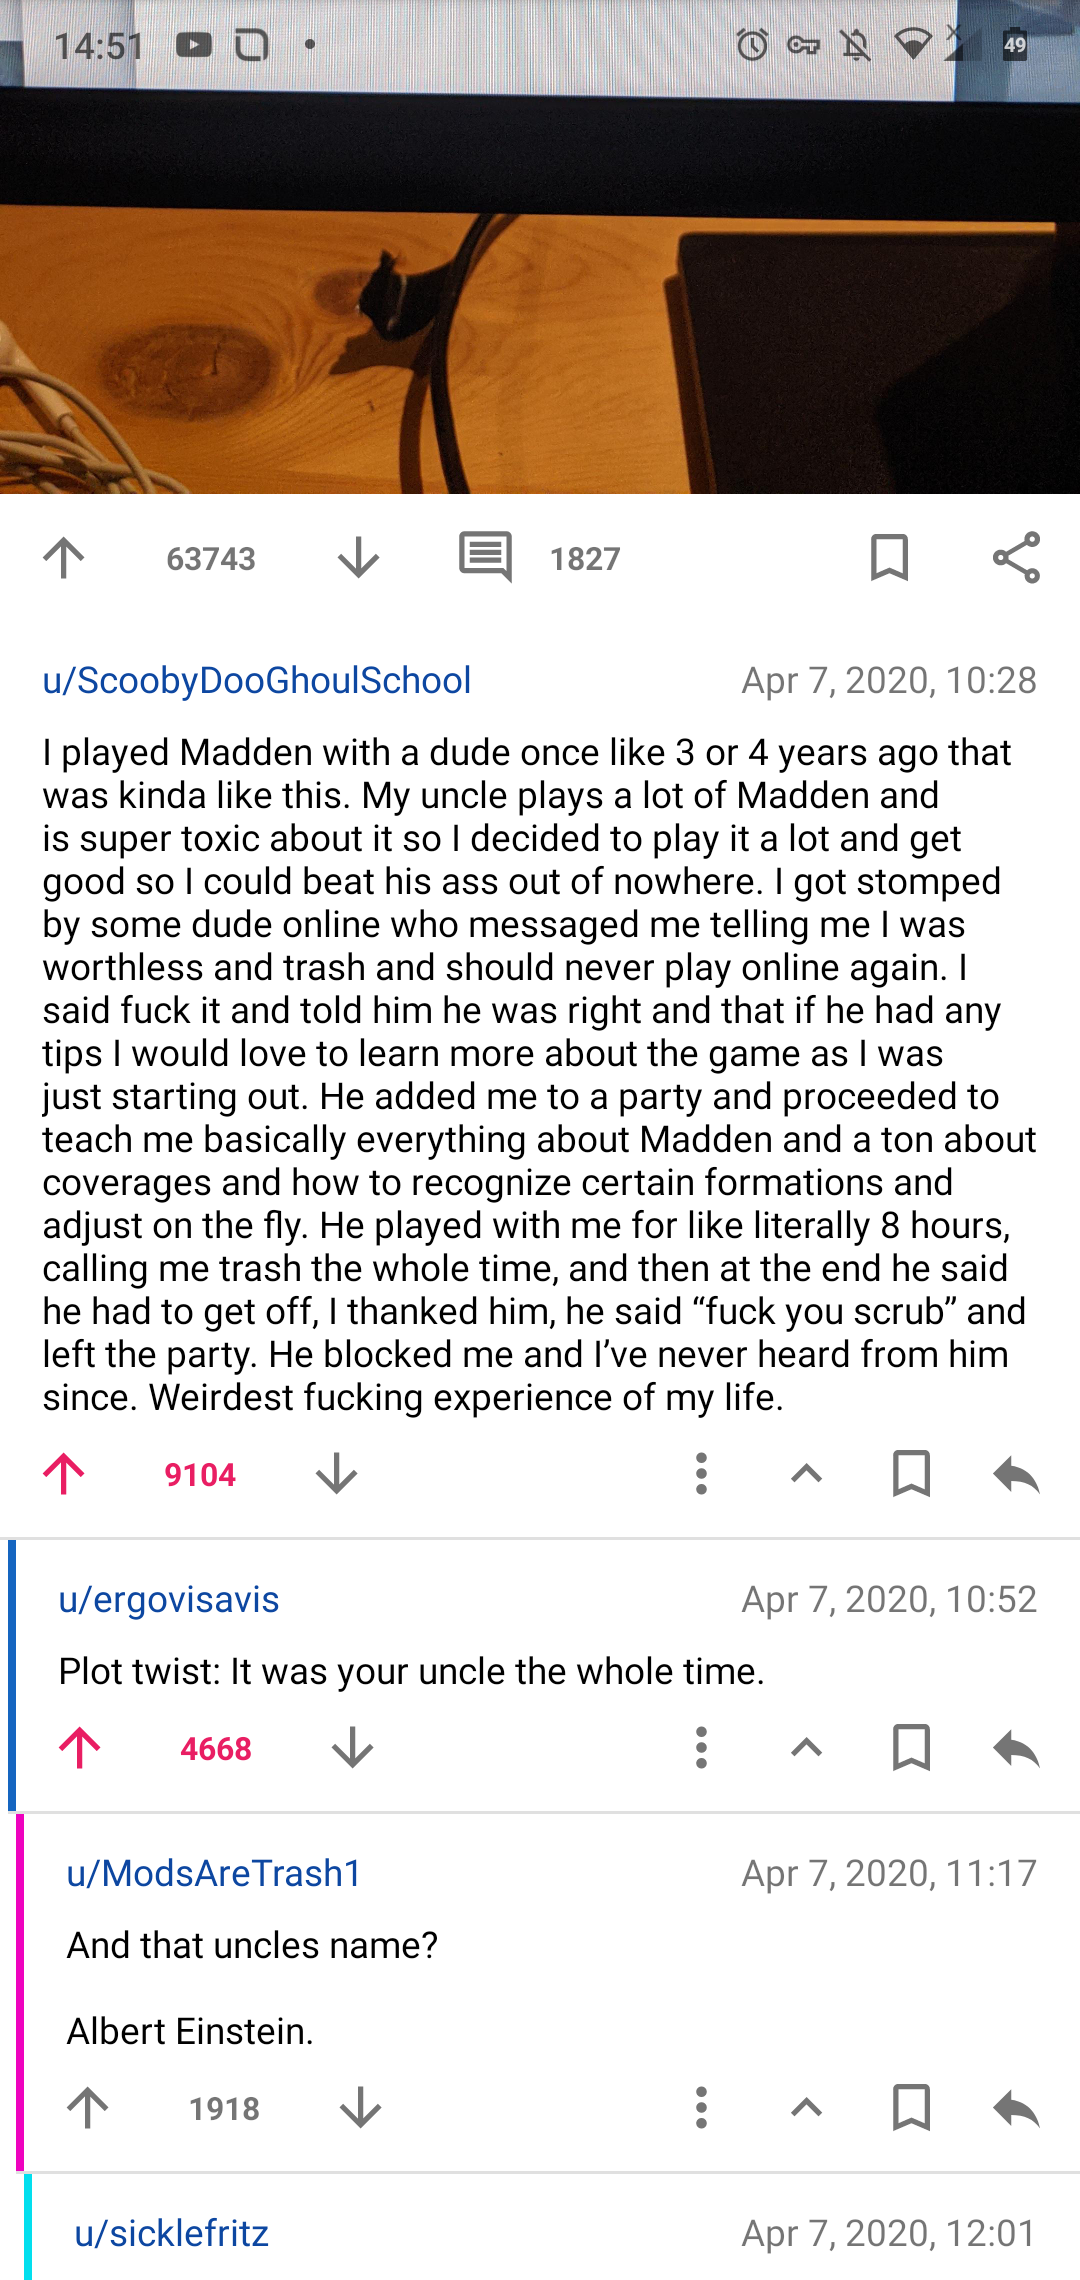 14:51
49
63743 1827
u/ScoobyDooGhoulSchool Apr 7, 2020, 10:28
I played Madden with a dude once like 3 or 4 years ago that
was kinda like this. My uncle plays a lot of Madden and
is super toxic about it so I decided to play it a lot and get
good so I could beat his ass out of nowhere. I got stomped
by some dude online who messaged me telling me I was
worthless and trash and should never play online again. I
said fuck it and told him he was right and that if he had any
tips I would love to learn more about the game as I was
just starting out. He added me to a party and proceeded to
teach me basically everything about Madden and a ton about
coverages and how to recognize certain formations and
adjust on the fly. He played with me for like literally 8 hours,
calling me trash the whole time, and then at the end he said
he had to get off, I thanked him, he said “fuck you scrub” and
left the party. He blocked me and I’ve never heard from him
since. Weirdest fucking experience of my life.
9104
u/ergovisavis Apr 7, 2020, 10:52
Plot twist: It was your uncle the whole time.
4668
u/ModsAreTrash1 Apr 7, 2020, 11:17
And that uncles name?
Albert Einstein.
1918
u/sicklefritz Apr 7, 2020, 12:01